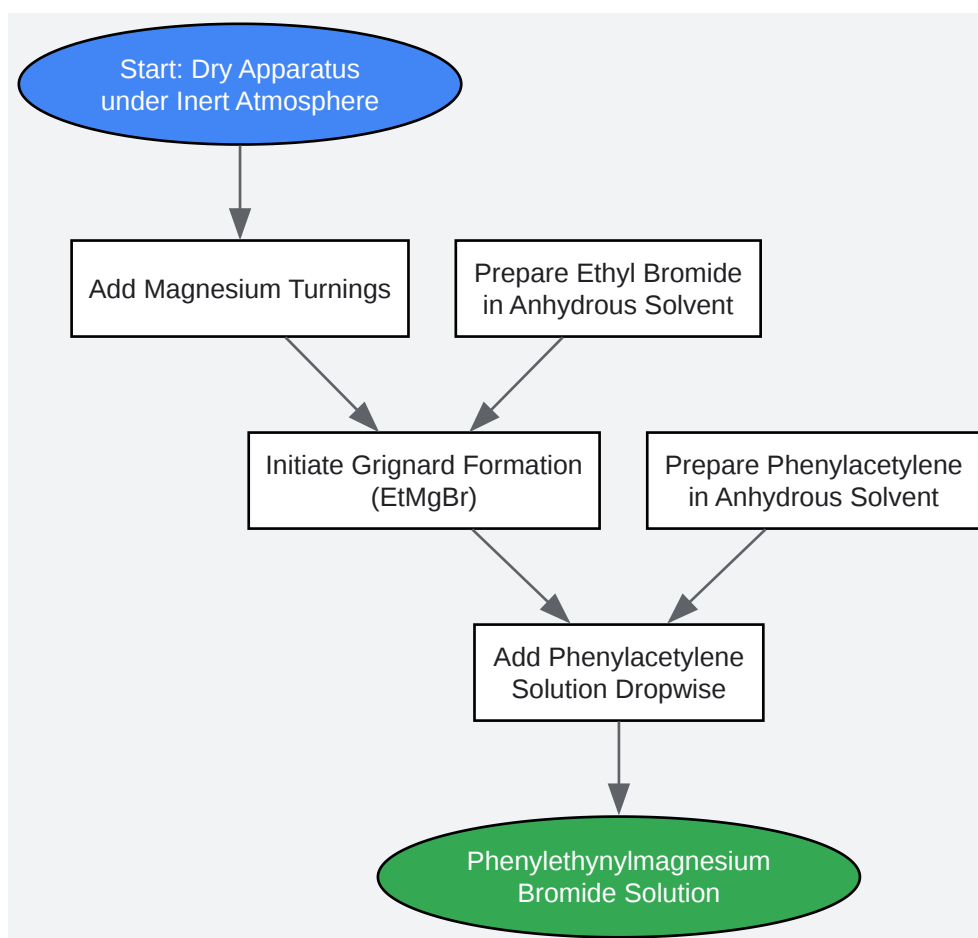 Start: Dry Apparatus
under Inert Atmosphere
Add Magnesium Turnings
Prepare Ethyl Bromide
in Anhydrous Solvent
Initiate Grignard Formation
(EtMgBr)
Prepare Phenylacetylene
in Anhydrous Solvent
Add Phenylacetylene
Solution Dropwise
Phenylethynylmagnesium
Bromide Solution